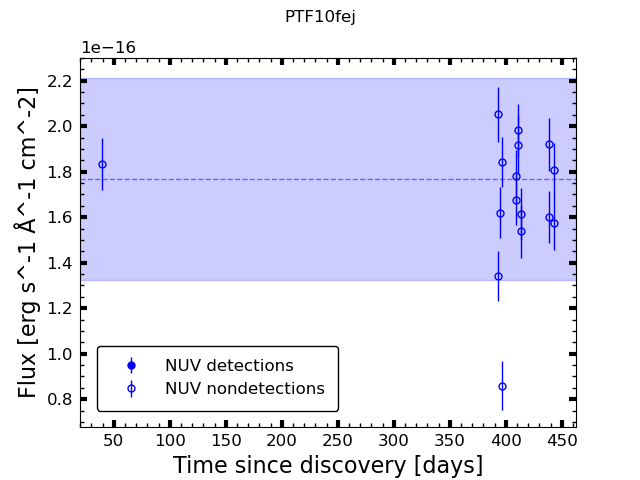 PTF10fej
1e−16
2.2
2.0
1.8
1.6
1.4
1.2
1.0
0.8
Flux [erg s^-1 Å^-1 cm^-2]
NUV detections
NUV nondetections
50 100 150 200 250 300 350 400 450
Time since discovery [days]